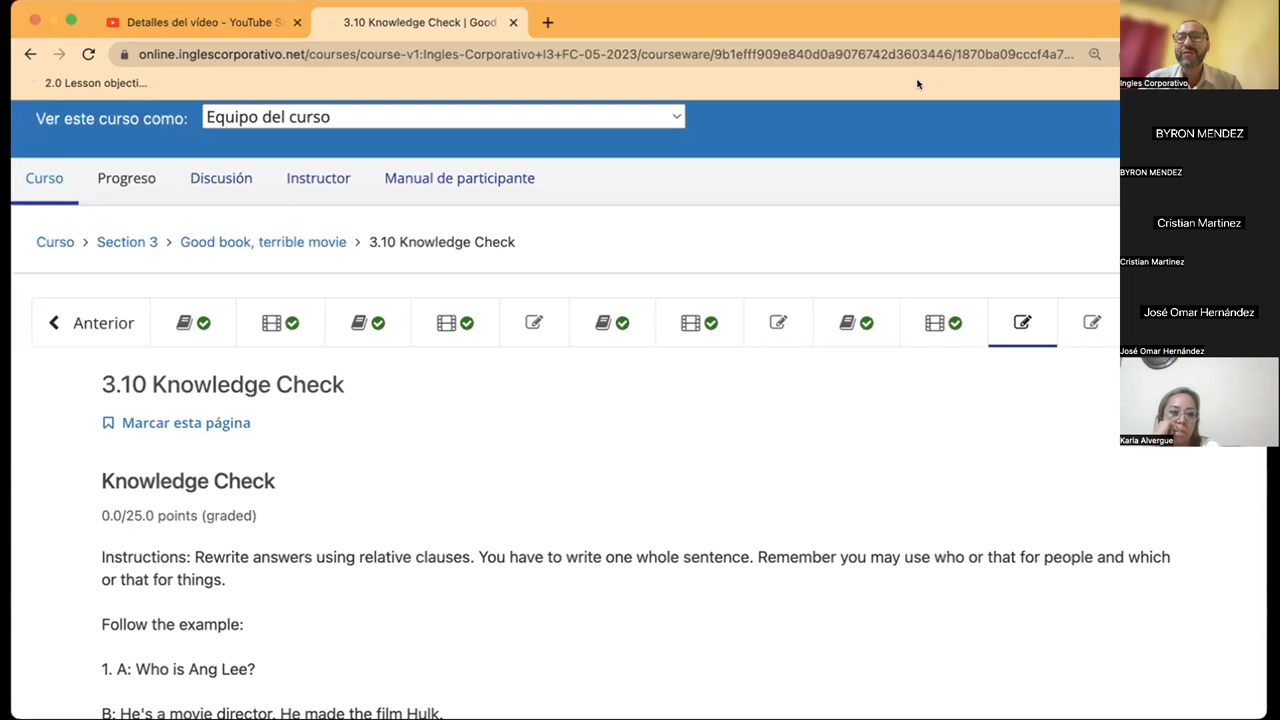 Detalles del vídeo - YouTube S
3.10 Knowledge Check | Good
online.inglescorporativo.net/courses/course-v1:Ingles-Corporativo+I3+FC-05-2023/courseware/9b1efff909e840d0a9076742d3603446/1870ba09cccf4a7...
2.0 Lesson objecti...
Ver este curso como:
Equipo del curso
Curso
Progreso
Discusión
Instructor
Manual de participante
Curso > Section 3 > Good book, terrible movie > 3.10 Knowledge Check
Anterior
3.10 Knowledge Check
Marcar esta página
Knowledge Check
0.0/25.0 points (graded)
Instructions: Rewrite answers using relative clauses. You have to write one whole sentence. Remember you may use who or that for people and which
or that for things.
Follow the example:
1. A: Who is Ang Lee?
B: He's a movie director. He made the film Hulk.
Ingles Corporativo
BYRON MENDEZ
BYRON MENDEZ
Cristian Martinez
Cristian Martinez
José Omar Hernández
José Omar Hernández
Karla Alvergue